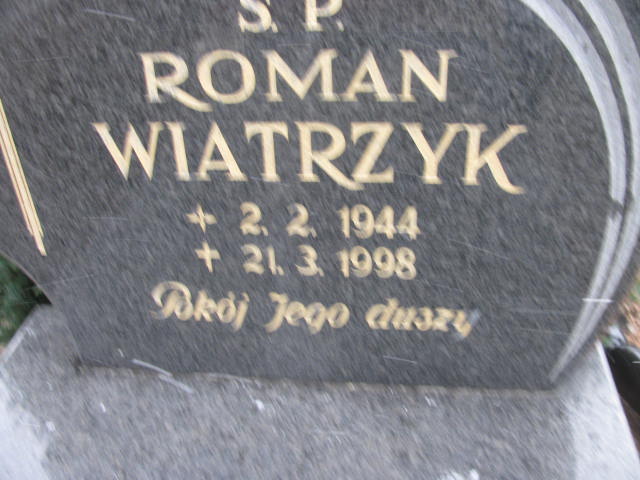 Ś. P.
ROMAN
WIATRZYK
+ 2. 2. 1944
+ 21. 3. 1998
Pokój Jego duszy